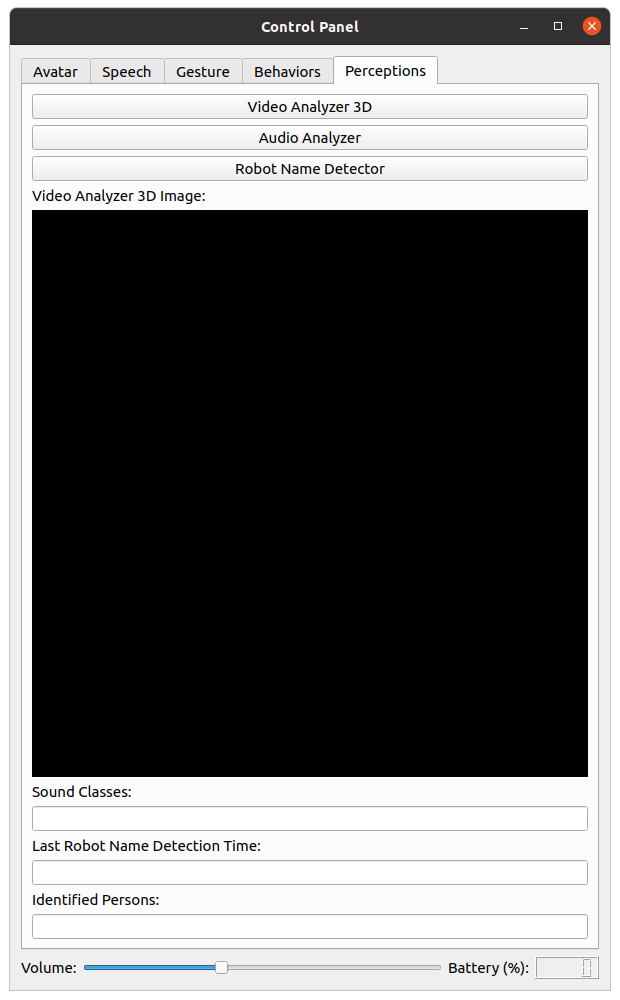 Control Panel
Avatar Speech Gesture Behaviors Perceptions
Video Analyzer 3D
Audio Analyzer
Robot Name Detector
Video Analyzer 3D Image:
Sound Classes:
Last Robot Name Detection Time:
Identified Persons:
Volume: Battery (%): 0